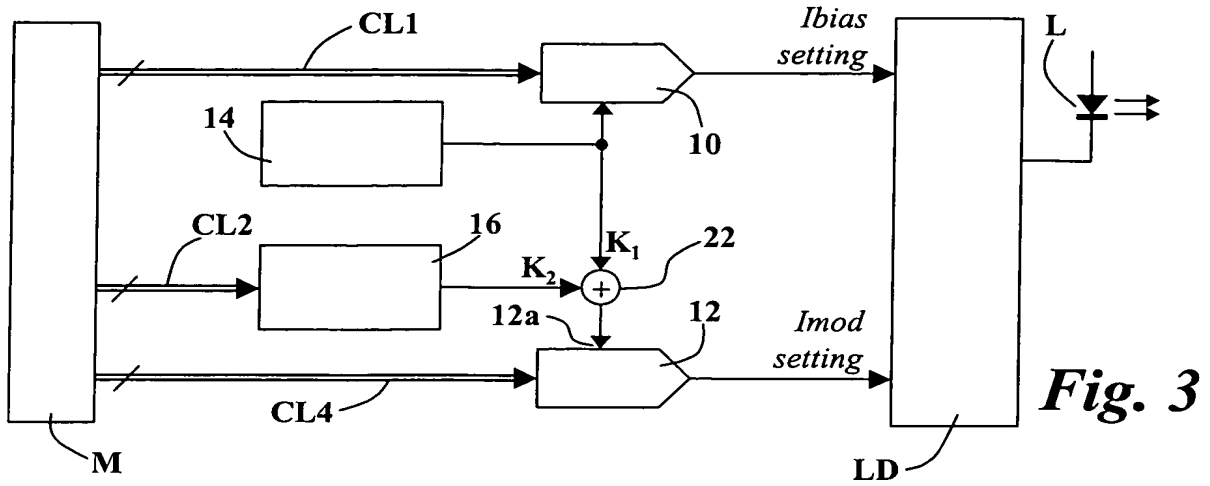 CL1
Ibias
setting
L
14
10
CL2
16
K1
22
K2
12a
12
Imod
setting
CL4
Fig. 3
M
LD
+